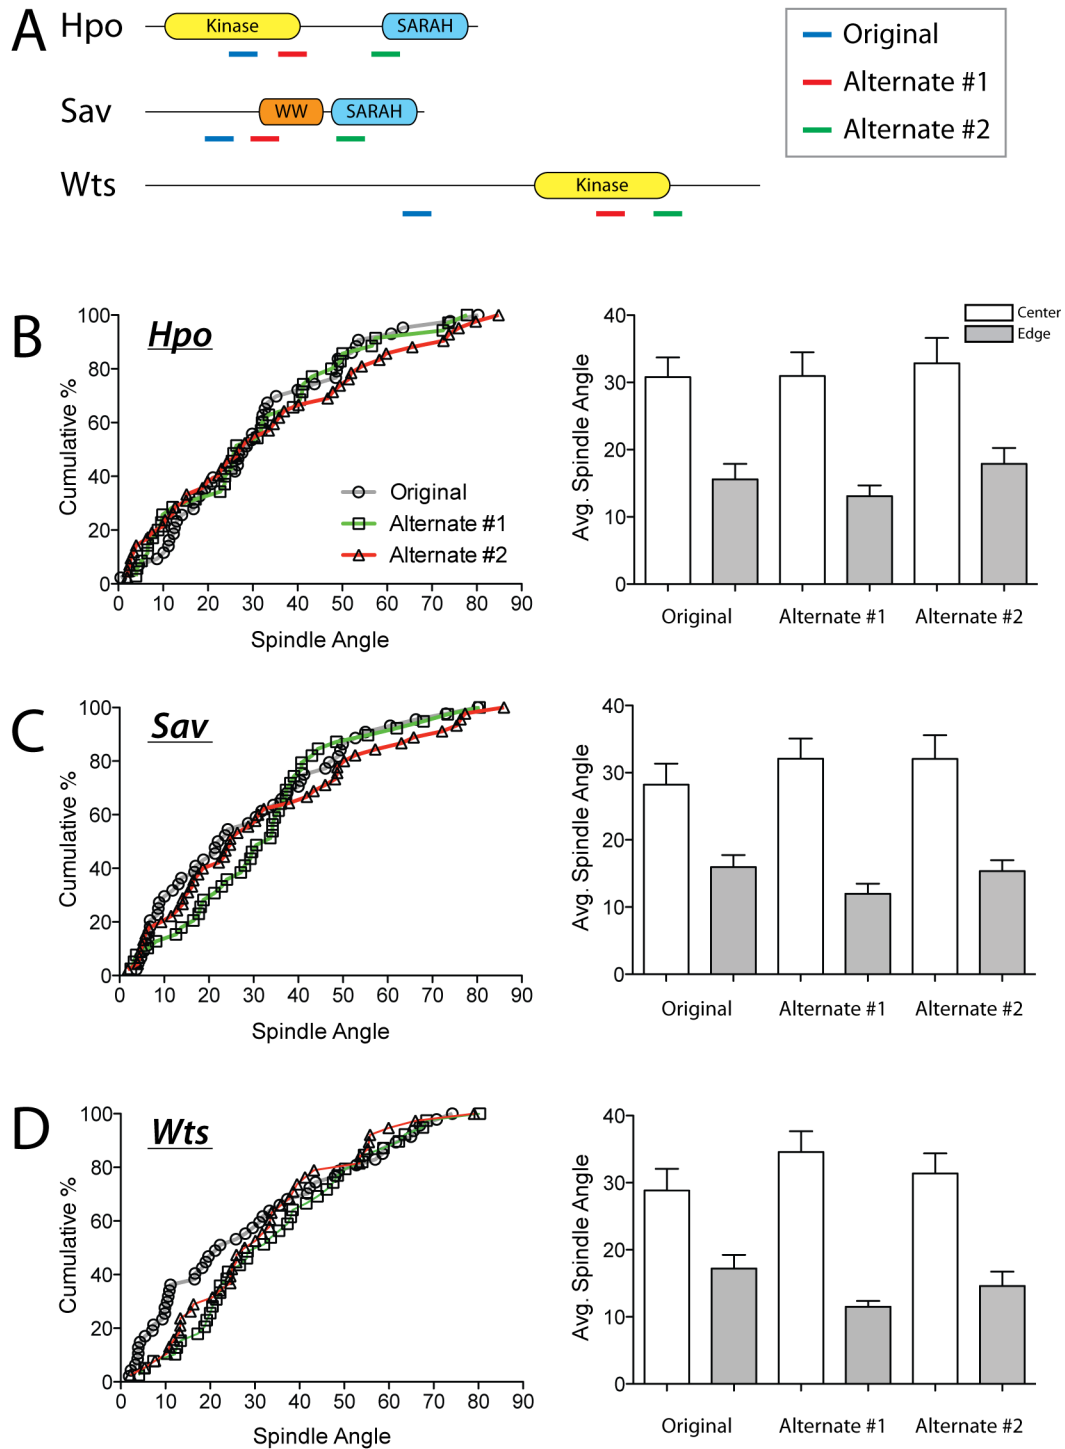 A
Hpo
Kinase
SARAH
Sav
WW
SARAH
Wts
Kinase
Original
Alternate #1
Alternate #2
B
Hpo
Cumulative %
100
80
60
40
20
0
0 10 20 30 40 50 60 70 80 90
Spindle Angle
Original
Alternate #1
Alternate #2
Avg. Spindle Angle
40
30
20
10
0
Original Alternate #1 Alternate #2
Center
Edge
C
Sav
Cumulative %
100
80
60
40
20
0
0 10 20 30 40 50 60 70 80 90
Spindle Angle
Avg. Spindle Angle
40
30
20
10
0
Original Alternate #1 Alternate #2
D
Wts
Cumulative %
100
80
60
40
20
0
0 10 20 30 40 50 60 70 80 90
Spindle Angle
Avg. Spindle Angle
40
30
20
10
0
Original Alternate #1 Alternate #2